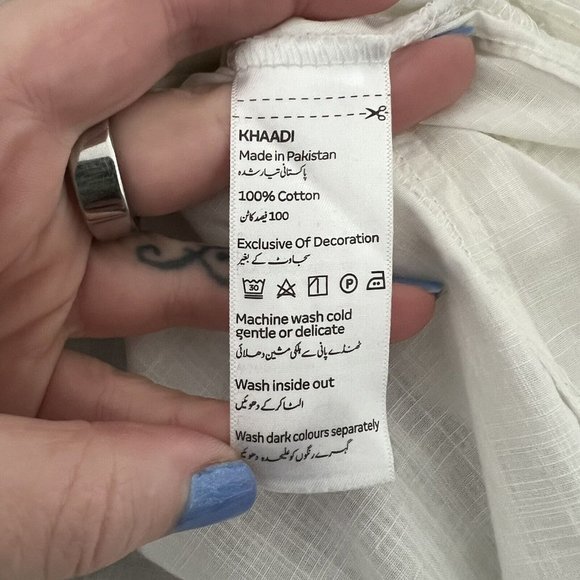 KHAADI
Made in Pakistan
پاکستانی تیار شدہ
100% Cotton
100 فیصد کاٹن
Exclusive Of Decoration
سجاوٹ کے بغیر
30 P
Machine wash cold
gentle or delicate
ٹھنڈے پانی سے ہلکی مشین دھلائی
Wash inside out
الٹا کر کے دھوئیں
Wash dark colours separately
گہرے رنگوں کو علیحدہ دھوئیں